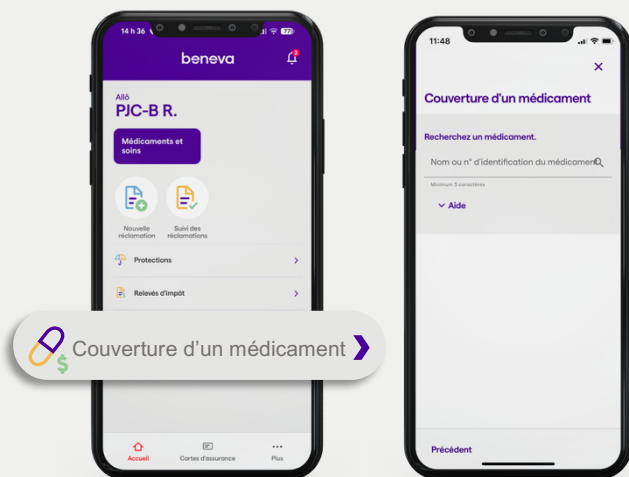 14 h 36
77
beneva
3
Allô
PJC-B R.
Médicaments et
soins
Nouvelle
réclamation
Suivi des
réclamations
Protections
Relevés d'impôt
$
Couverture d'un médicament
Accueil
Cartes d'assurance
Plus
11:48
Couverture d'un médicament
Recherchez un médicament.
Nom ou n° d'identification du médicament
Minimum 3 caractères
Aide
Précédent